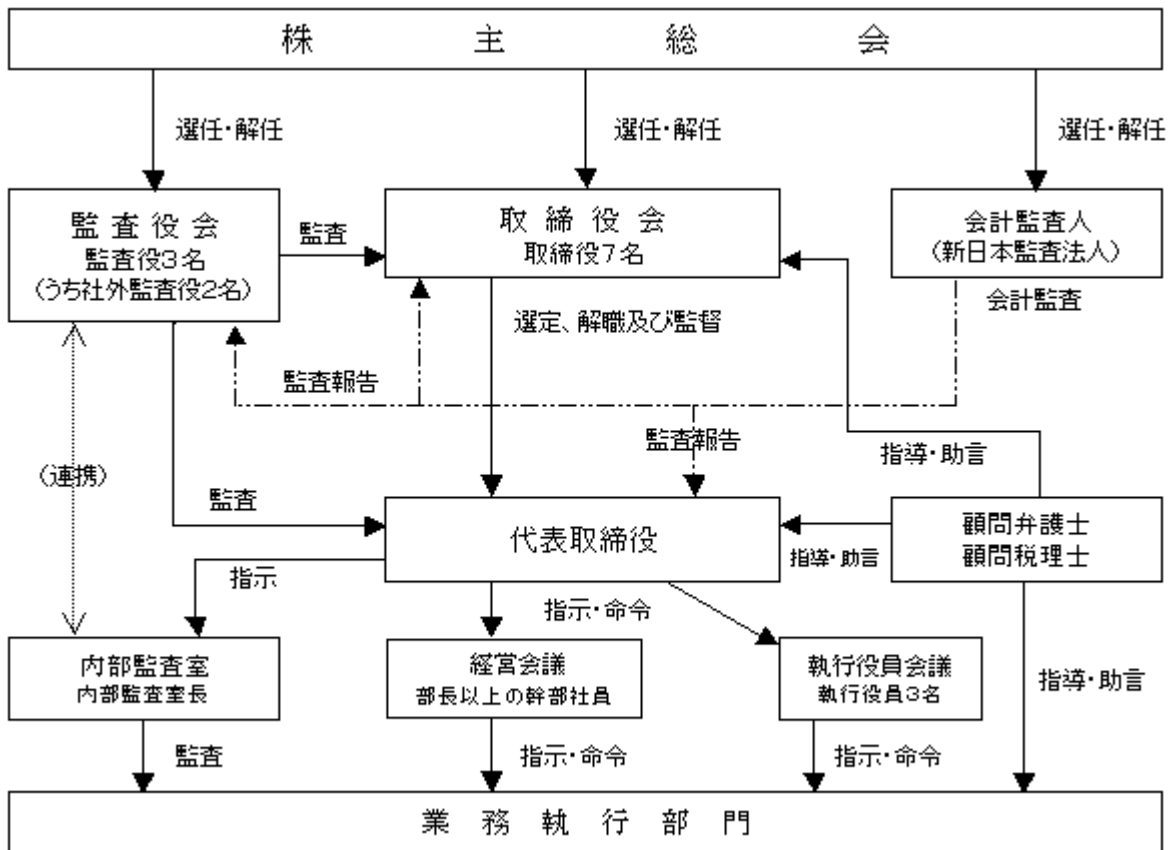 株主総会
選任・解任
選任・解任
選任・解任
監査役会
監査役3名
(うち社外監査役2名)
監査
取締役会
取締役7名
会計監査人
(新日本監査法人)
会計監査
選定、解職及び監督
監査報告
監査報告
指導・助言
(連携)
監査
代表取締役
指導・助言
顧問弁護士
顧問税理士
指示
指示・命令
内部監査室
内部監査室長
経営会議
部長以上の幹部社員
執行役員会議
執行役員3名
指導・助言
監査
指示・命令
指示・命令
業務執行部門